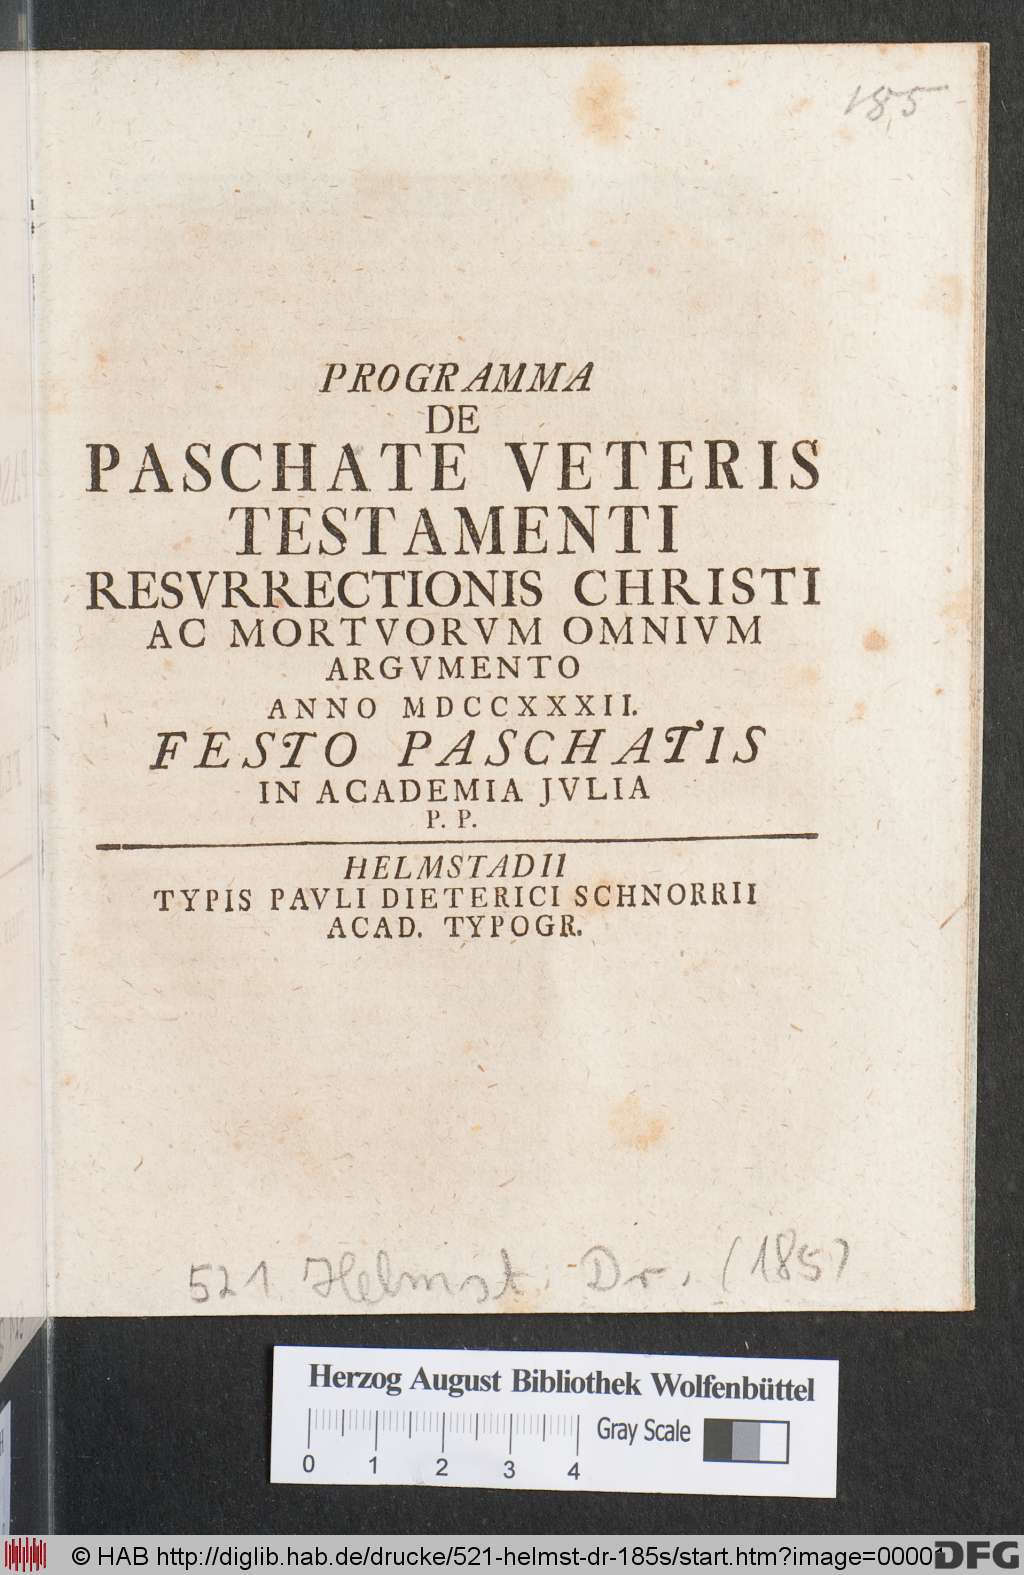 185
PROGRAMMA
DE
PASCHATE VETERIS
TESTAMENTI
RESVRRECTIONIS CHRISTI
AC MORTVORVM OMNIVM
ARGVMENTO
ANNO MDCCXXXII.
FESTO PASCHATIS
IN ACADEMIA JVLIA
P. P.
HELMSTADII
TYPIS PAVLI DIETERICI SCHNORRII
ACAD. TYPOGR.
521 Helmst. Dr. (185)
Herzog August Bibliothek Wolfenbüttel
Gray Scale
0 1 2 3 4
© HAB http://diglib.hab.de/drucke/521-helmst-dr-185s/start.htm?image=00001
DFG